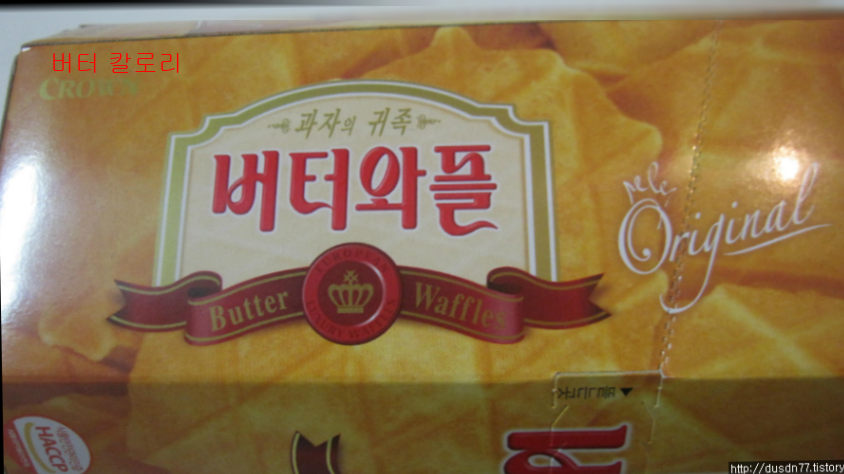 버터 칼로리
CROWN
과자의 귀족
버터와플
Butter Waffles
Original
HACCP
http://dusdn77.tistory